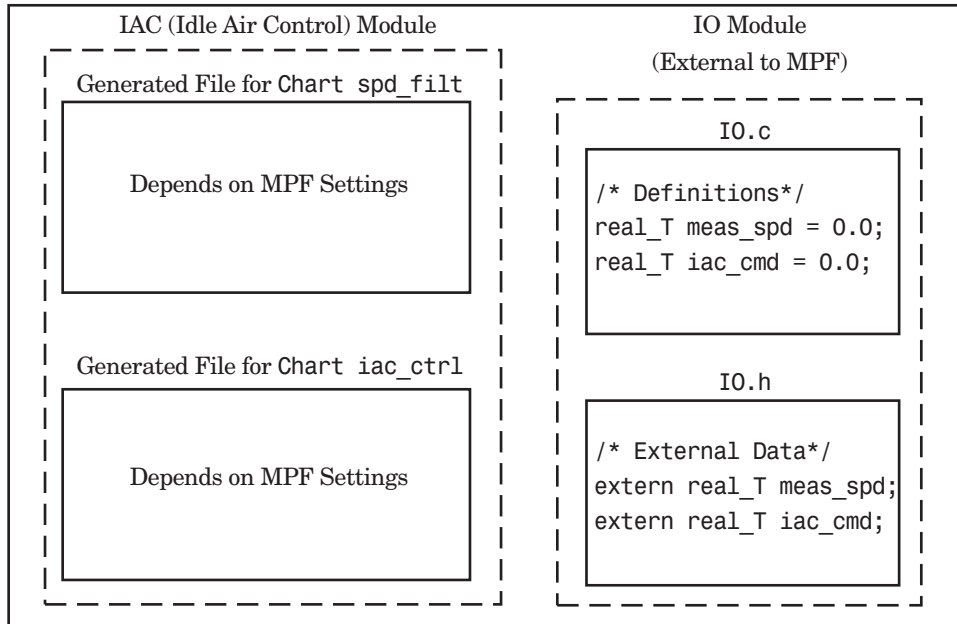 IAC (Idle Air Control) Module
Generated File for Chart spd_filt
Depends on MPF Settings
Generated File for Chart iac_ctrl
Depends on MPF Settings
IO Module
(External to MPF)
IO.c
/* Definitions*/
real_T meas_spd = 0.0;
real_T iac_cmd = 0.0;
IO.h
/* External Data*/
extern real_T meas_spd;
extern real_T iac_cmd;